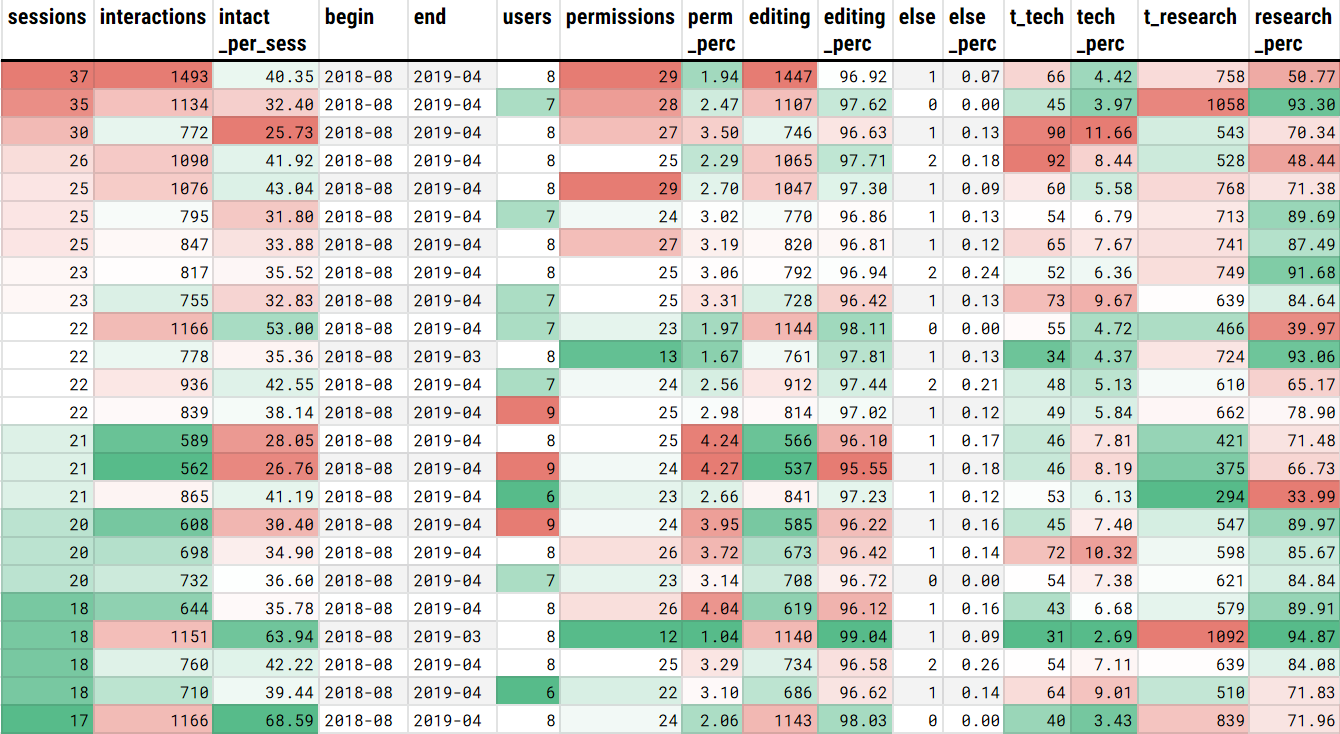 sessions interactions intact begin end users permissions perm editing editing else else t_tech tech t_research research
_per_sess _perc _perc _perc _perc _perc
37 1493 40.35 2018-08 2019-04 8 29 1.94 1447 96.92 1 0.07 66 4.42 758 50.77
35 1134 32.40 2018-08 2019-04 7 28 2.47 1107 97.62 0 0.00 45 3.97 1058 93.30
30 772 25.73 2018-08 2019-04 8 27 3.50 746 96.63 1 0.13 90 11.66 543 70.34
26 1090 41.92 2018-08 2019-04 8 25 2.29 1065 97.71 2 0.18 92 8.44 528 48.44
25 1076 43.04 2018-08 2019-04 8 29 2.70 1047 97.30 1 0.09 60 5.58 768 71.38
25 795 31.80 2018-08 2019-04 7 24 3.02 770 96.86 1 0.13 54 6.79 713 89.69
25 847 33.88 2018-08 2019-04 8 27 3.19 820 96.81 1 0.12 65 7.67 741 87.49
23 817 35.52 2018-08 2019-04 8 25 3.06 792 96.94 2 0.24 52 6.36 749 91.68
23 755 32.83 2018-08 2019-04 7 25 3.31 728 96.42 1 0.13 73 9.67 639 84.64
22 1166 53.00 2018-08 2019-04 7 23 1.97 1144 98.11 0 0.00 55 4.72 466 39.97
22 778 35.36 2018-08 2019-03 8 13 1.67 761 97.81 1 0.13 34 4.37 724 93.06
22 936 42.55 2018-08 2019-04 7 24 2.56 912 97.44 2 0.21 48 5.13 610 65.17
22 839 38.14 2018-08 2019-04 9 25 2.98 814 97.02 1 0.12 49 5.84 662 78.90
21 589 28.05 2018-08 2019-04 8 25 4.24 566 96.10 1 0.17 46 7.81 421 71.48
21 562 26.76 2018-08 2019-04 9 24 4.27 537 95.55 1 0.18 46 8.19 375 66.73
21 865 41.19 2018-08 2019-04 6 23 2.66 841 97.23 1 0.12 53 6.13 294 33.99
20 608 30.40 2018-08 2019-04 9 24 3.95 585 96.22 1 0.16 45 7.40 547 89.97
20 698 34.90 2018-08 2019-04 8 26 3.72 673 96.42 1 0.14 72 10.32 598 85.67
20 732 36.60 2018-08 2019-04 7 23 3.14 708 96.72 0 0.00 54 7.38 621 84.84
18 644 35.78 2018-08 2019-04 8 26 4.04 619 96.12 1 0.16 43 6.68 579 89.91
18 1151 63.94 2018-08 2019-03 8 12 1.04 1140 99.04 1 0.09 31 2.69 1092 94.87
18 760 42.22 2018-08 2019-04 8 25 3.29 734 96.58 2 0.26 54 7.11 639 84.08
18 710 39.44 2018-08 2019-04 6 22 3.10 686 96.62 1 0.14 64 9.01 510 71.83
17 1166 68.59 2018-08 2019-04 8 24 2.06 1143 98.03 0 0.00 40 3.43 839 71.96